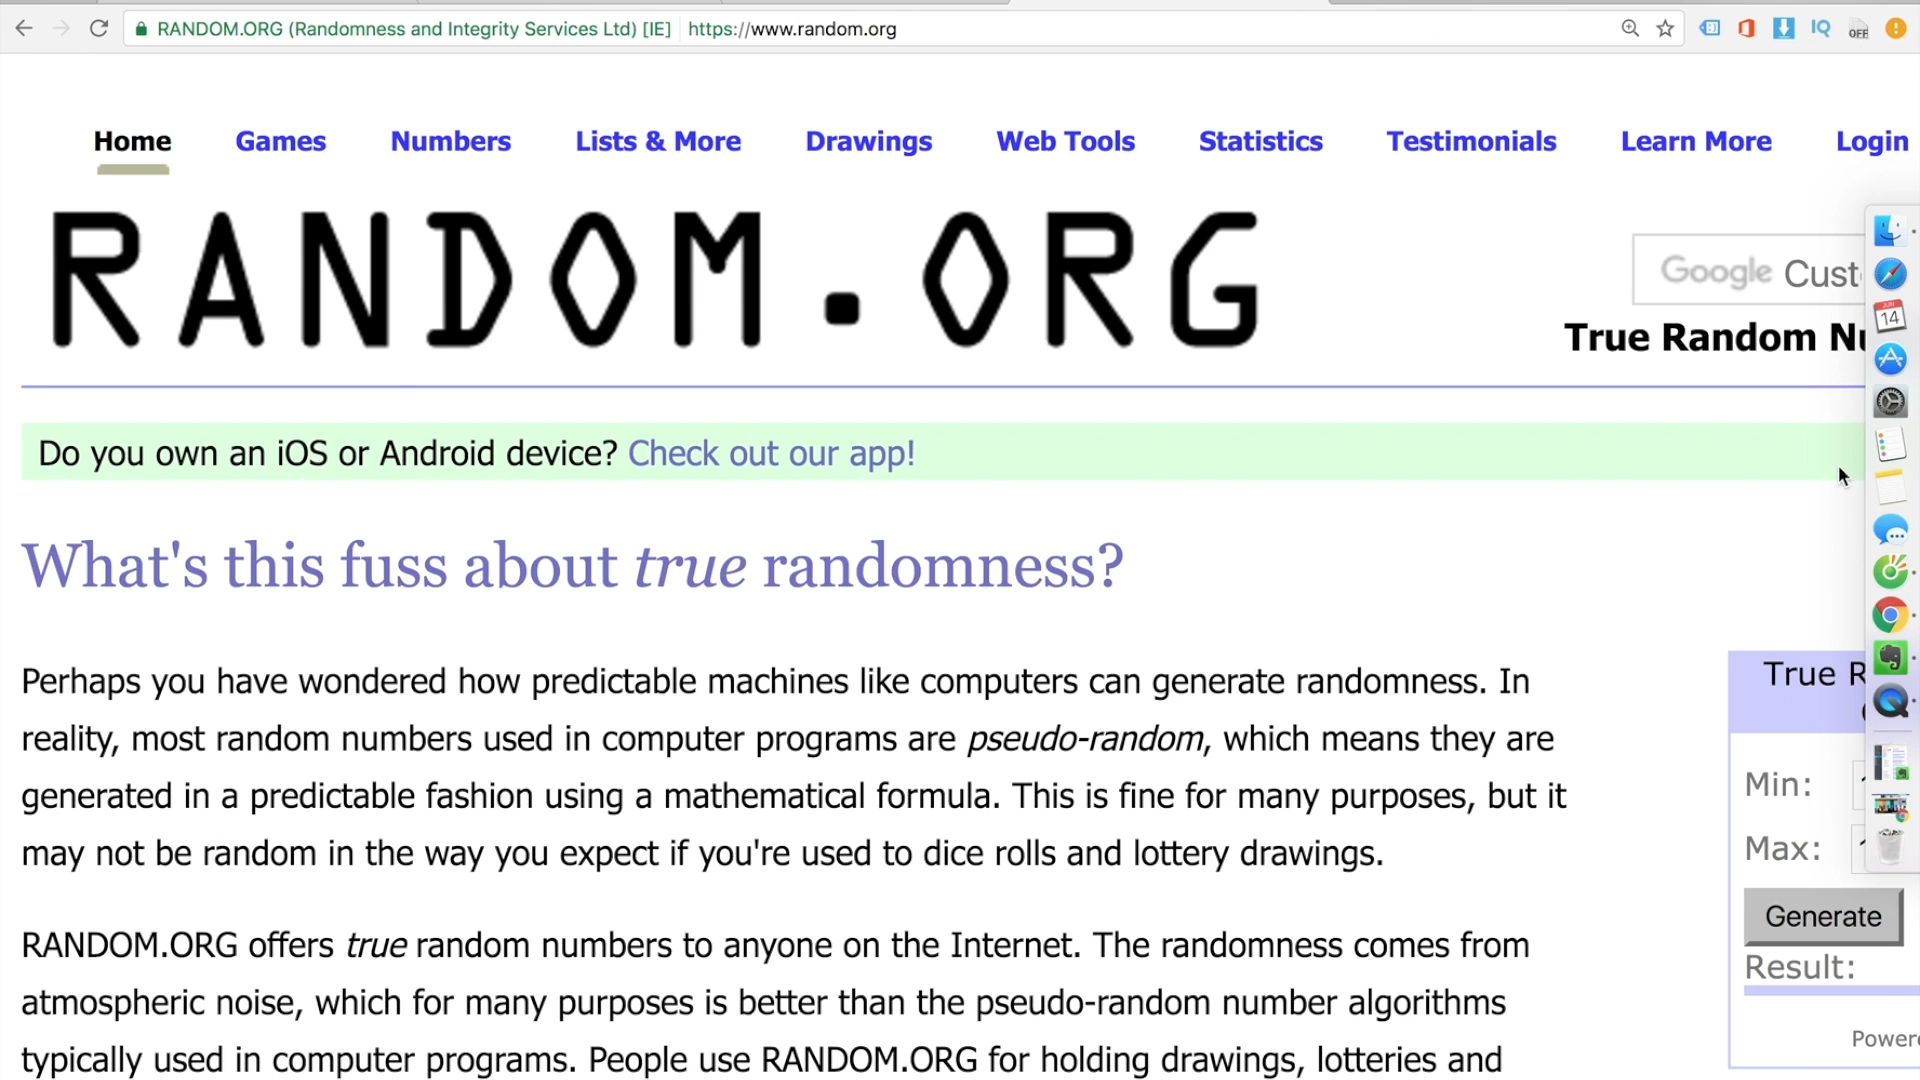 RANDOM.ORG (Randomness and Integrity Services Ltd) [IE] https://www.random.org
IQ
OFF
Home Games Numbers Lists & More Drawings Web Tools Statistics Testimonials Learn More Login
RANDOM.ORG
Google
True Random
JUN
14
Do you own an iOS or Android device? Check out our app!
What's this fuss about true randomness?
Perhaps you have wondered how predictable machines like computers can generate randomness. In
reality, most random numbers used in computer programs are pseudo-random, which means they are
generated in a predictable fashion using a mathematical formula. This is fine for many purposes, but it
may not be random in the way you expect if you're used to dice rolls and lottery drawings.
RANDOM.ORG offers true random numbers to anyone on the Internet. The randomness comes from
atmospheric noise, which for many purposes is better than the pseudo-random number algorithms
typically used in computer programs. People use RANDOM.ORG for holding drawings, lotteries and
True
Min:
Max:
Generate
Result: